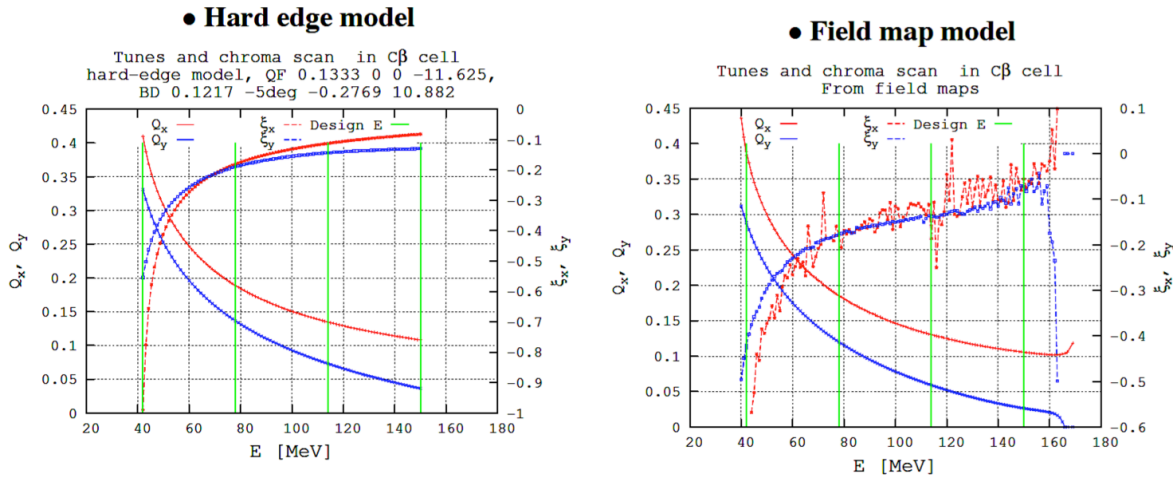 ● Hard edge model
Tunes and chroma scan in Cβ cell
hard-edge model, QF 0.1333 0 0 -11.625,
BD 0.1217 -5deg -0.2769 10.882
Qx
Qy
ξx
ξy
Design E
0.45
0.4
0.35
0.3
0.25
0.2
0.15
0.1
0.05
0
Qx, Qy
0
-0.1
-0.2
-0.3
-0.4
-0.5
-0.6
-0.7
-0.8
-0.9
-1
ξx, ξy
20 40 60 80 100 120 140 160 180
E [MeV]
● Field map model
Tunes and chroma scan in Cβ cell
From field maps
Qx
Qy
ξx
ξy
Design E
0.45
0.4
0.35
0.3
0.25
0.2
0.15
0.1
0.05
0
Qx, Qy
0.1
0
-0.1
-0.2
-0.3
-0.4
-0.5
-0.6
ξx, ξy
20 40 60 80 100 120 140 160 180
E [MeV]